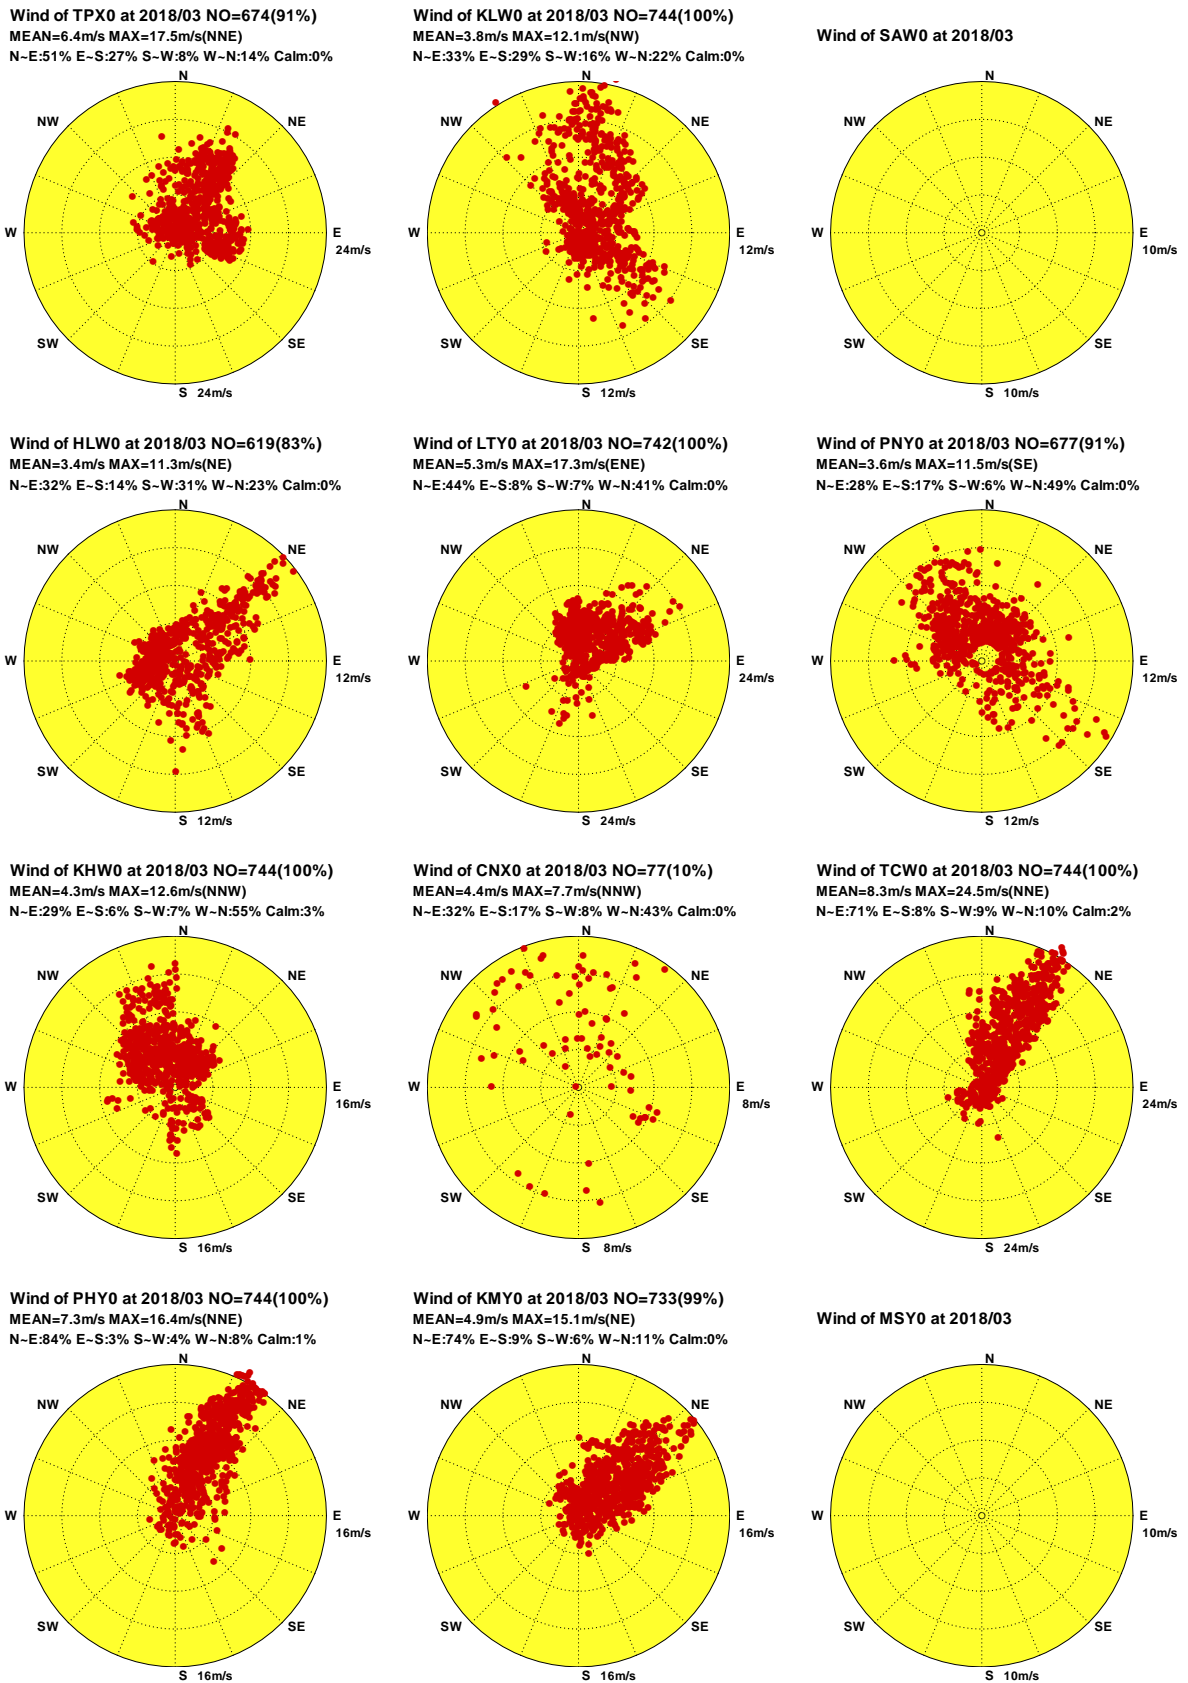 Wind of TPX0 at 2018/03 NO=674(91%)
MEAN=6.4m/s MAX=17.5m/s(NNE)
N~E:51% E~S:27% S~W:8% W~N:14% Calm:0%
N
NW
NE
W
E
24m/s
SW
SE
S 24m/s
Wind of KLW0 at 2018/03 NO=744(100%)
MEAN=3.8m/s MAX=12.1m/s(NW)
N~E:33% E~S:29% S~W:16% W~N:22% Calm:0%
N
NW
NE
W
E
12m/s
SW
SE
S 12m/s
Wind of SAW0 at 2018/03
N
NW
NE
W
E
10m/s
SW
SE
S 10m/s
Wind of HLW0 at 2018/03 NO=619(83%)
MEAN=3.4m/s MAX=11.3m/s(NE)
N~E:32% E~S:14% S~W:31% W~N:23% Calm:0%
N
NW
NE
W
E
12m/s
SW
SE
S 12m/s
Wind of LTY0 at 2018/03 NO=742(100%)
MEAN=5.3m/s MAX=17.3m/s(ENE)
N~E:44% E~S:8% S~W:7% W~N:41% Calm:0%
N
NW
NE
W
E
24m/s
SW
SE
S 24m/s
Wind of PNY0 at 2018/03 NO=677(91%)
MEAN=3.6m/s MAX=11.5m/s(SE)
N~E:28% E~S:17% S~W:6% W~N:49% Calm:0%
N
NW
NE
W
E
12m/s
SW
SE
S 12m/s
Wind of KHW0 at 2018/03 NO=744(100%)
MEAN=4.3m/s MAX=12.6m/s(NNW)
N~E:29% E~S:6% S~W:7% W~N:55% Calm:3%
N
NW
NE
W
E
16m/s
SW
SE
S 16m/s
Wind of CNX0 at 2018/03 NO=77(10%)
MEAN=4.4m/s MAX=7.7m/s(NNW)
N~E:32% E~S:17% S~W:8% W~N:43% Calm:0%
N
NW
NE
W
E
8m/s
SW
SE
S 8m/s
Wind of TCW0 at 2018/03 NO=744(100%)
MEAN=8.3m/s MAX=24.5m/s(NNE)
N~E:71% E~S:8% S~W:9% W~N:10% Calm:2%
N
NW
NE
W
E
24m/s
SW
SE
S 24m/s
Wind of PHY0 at 2018/03 NO=744(100%)
MEAN=7.3m/s MAX=16.4m/s(NNE)
N~E:84% E~S:3% S~W:4% W~N:8% Calm:1%
N
NW
NE
W
E
16m/s
SW
SE
S 16m/s
Wind of KMY0 at 2018/03 NO=733(99%)
MEAN=4.9m/s MAX=15.1m/s(NE)
N~E:74% E~S:9% S~W:6% W~N:11% Calm:0%
N
NW
NE
W
E
16m/s
SW
SE
S 16m/s
Wind of MSY0 at 2018/03
N
NW
NE
W
E
10m/s
SW
SE
S 10m/s